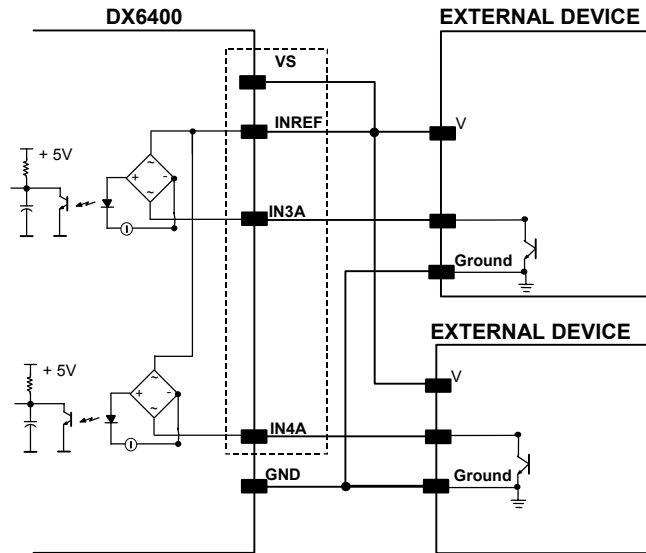 DX6400
EXTERNAL DEVICE
VS
INREF
V
+ 5V
~
+ -
~
IN3A
I
Ground
EXTERNAL DEVICE
+ 5V
V
~
+ -
~
IN4A
I
GND
Ground